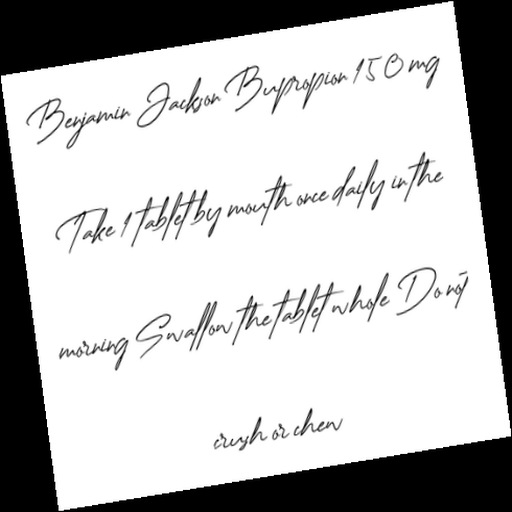 Benjamin Jackson Bupropion 150 mg
Take 1 tablet by mouth once daily in the
morning Swallow the tablet whole Do not
crush or chew